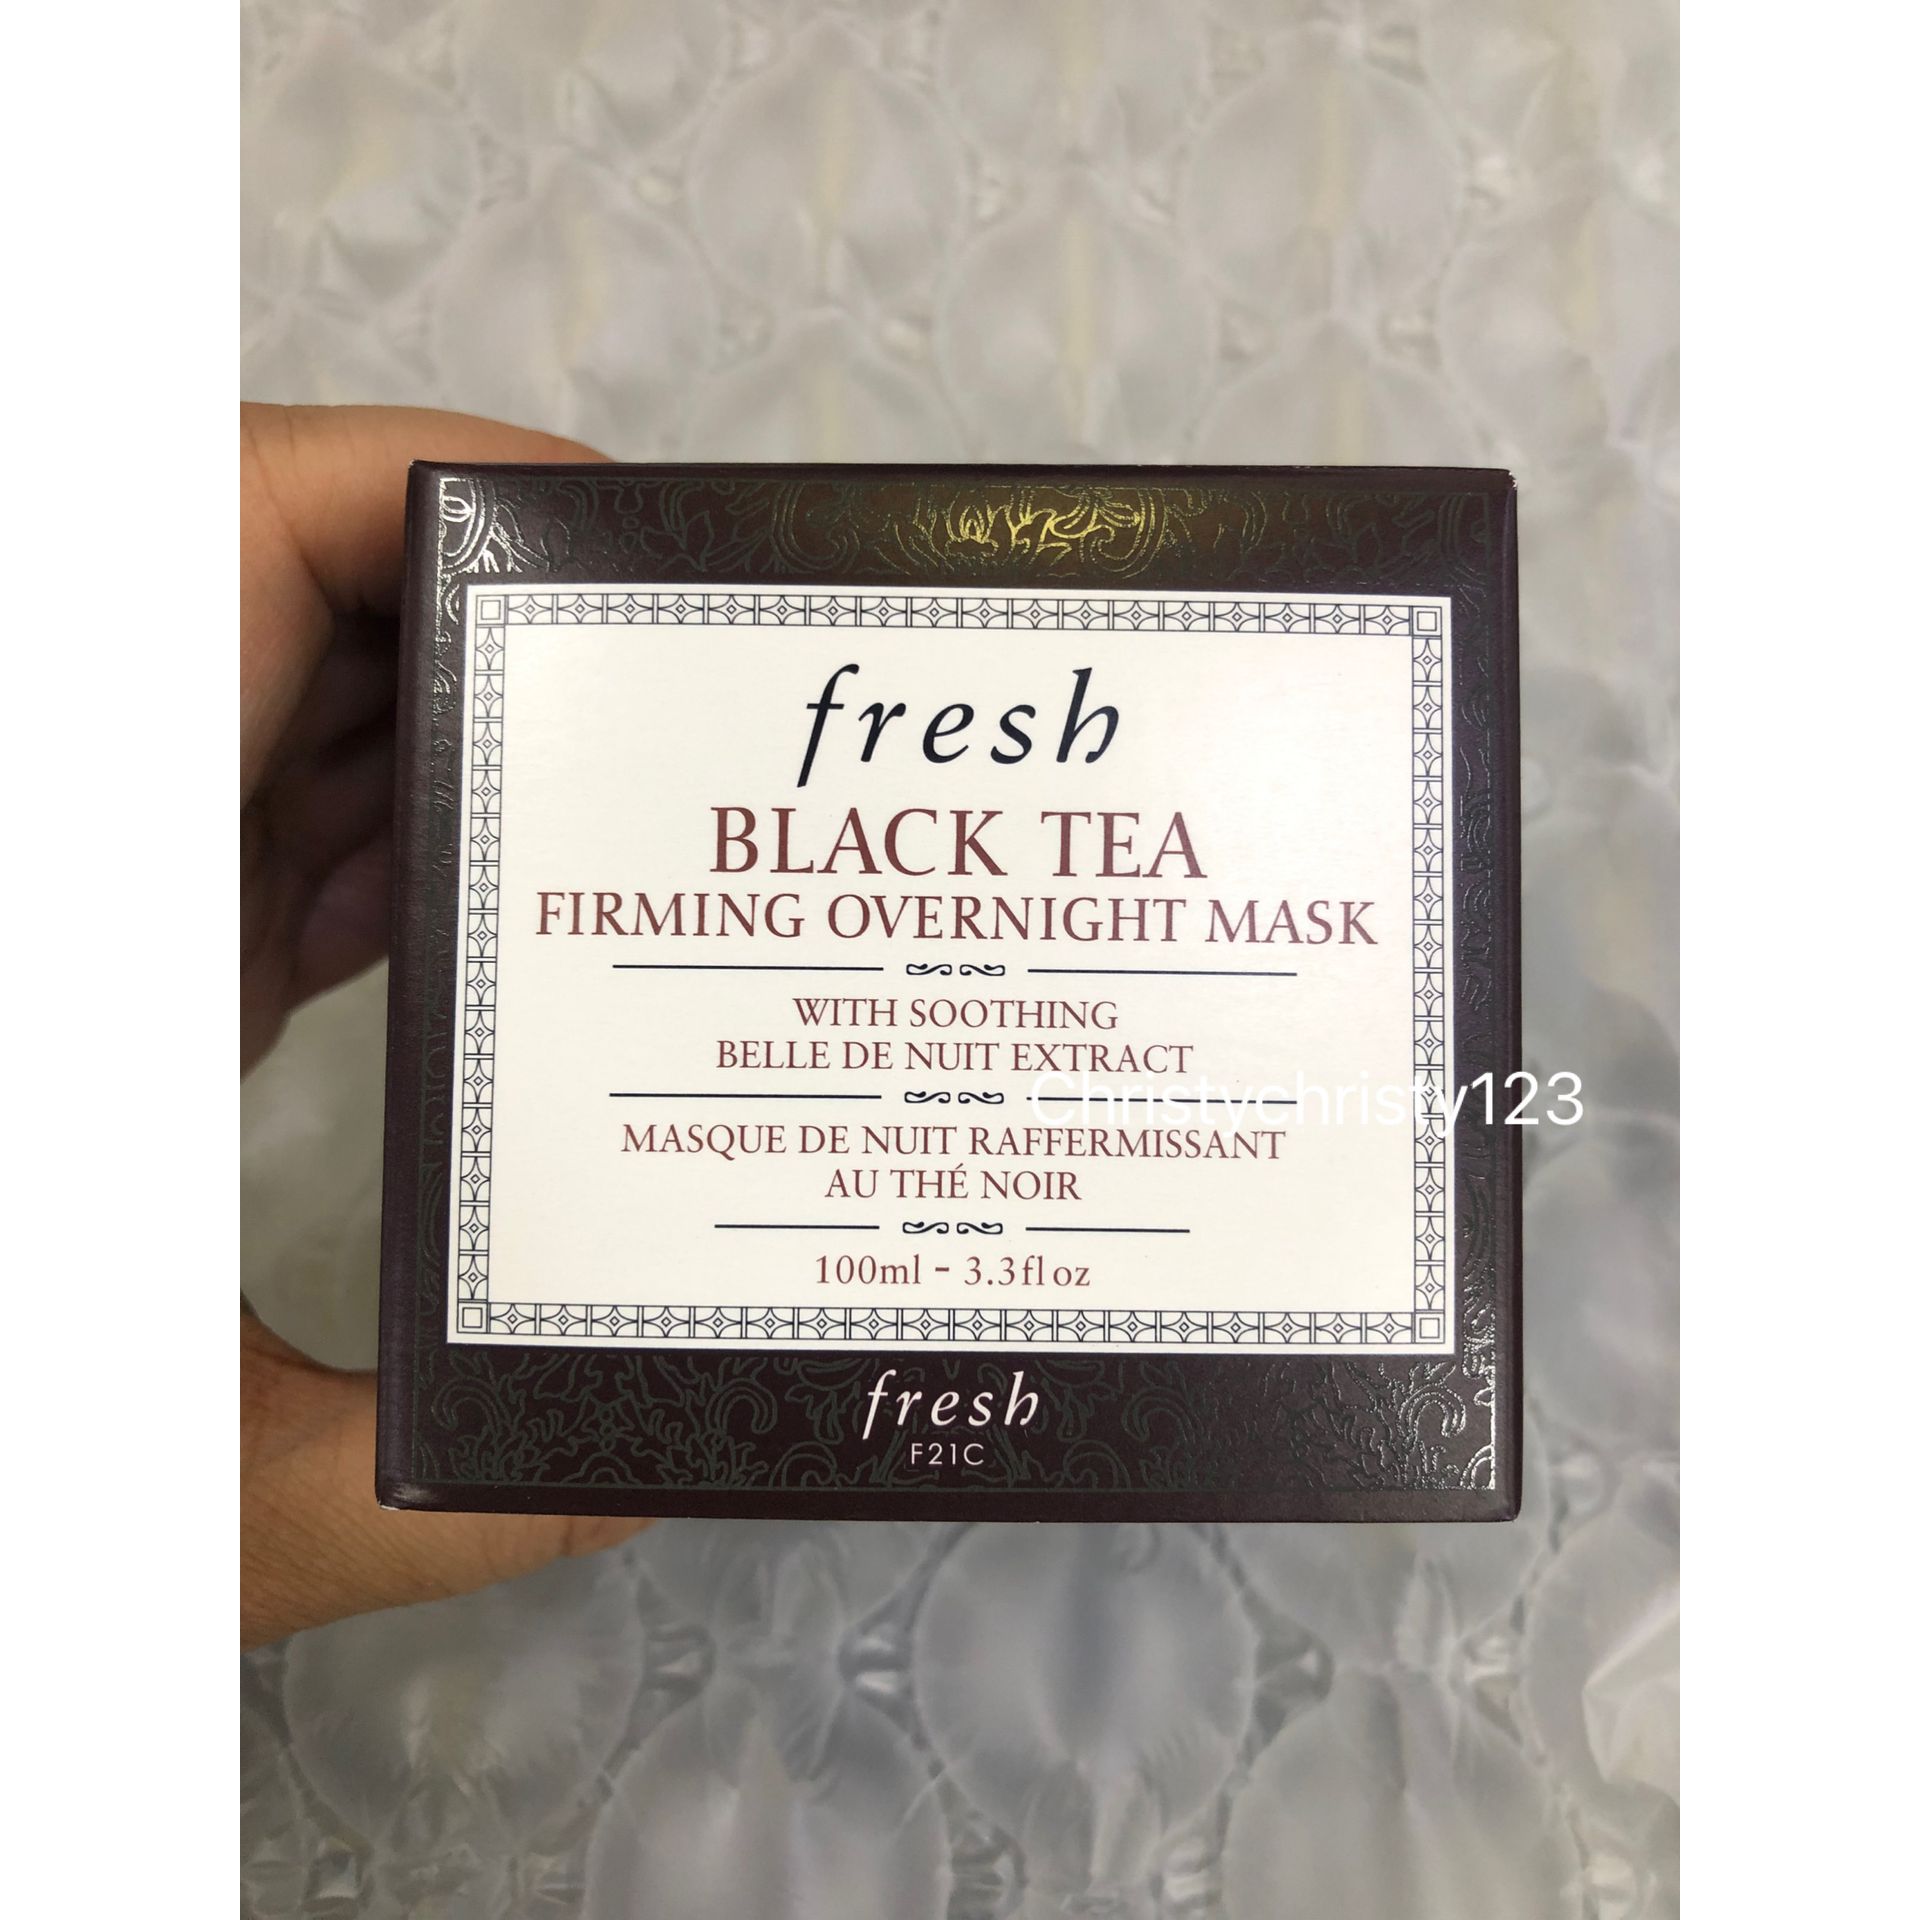 fresh
BLACK TEA
FIRMING OVERNIGHT MASK
WITH SOOTHING
BELLE DE NUIT EXTRACT
Christychristy123
MASQUE DE NUIT RAFFERMISSANT
AU THÉ NOIR
100ml - 3.3fl oz
fresh
F21C